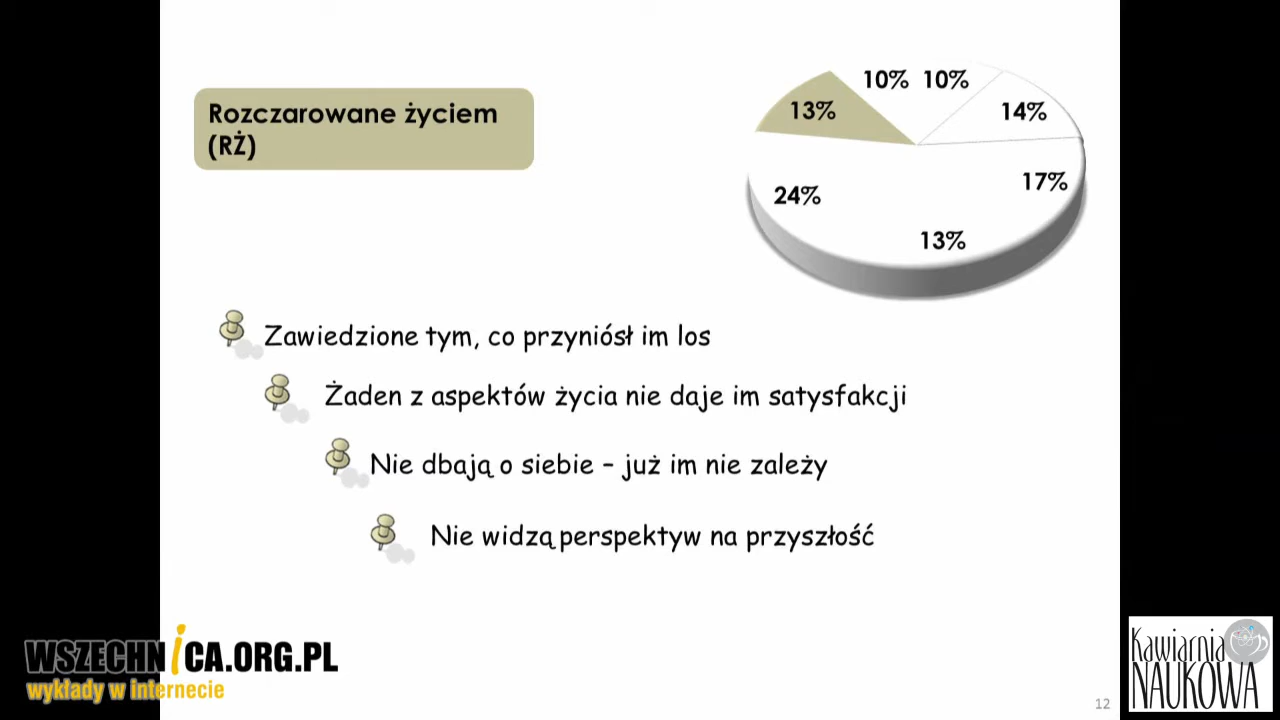 Rozczarowane życiem
(RŻ)
10% 10%
13%
14%
17%
24%
13%
Zawiedzione tym, co przyniósł im los
Żaden z aspektów życia nie daje im satysfakcji
Nie dbają o siebie – już im nie zależy
Nie widzą perspektyw na przyszłość
WSZECHNiCA.ORG.PL
wykłady w internecie
Kawiarnia
NAUKOWA
12